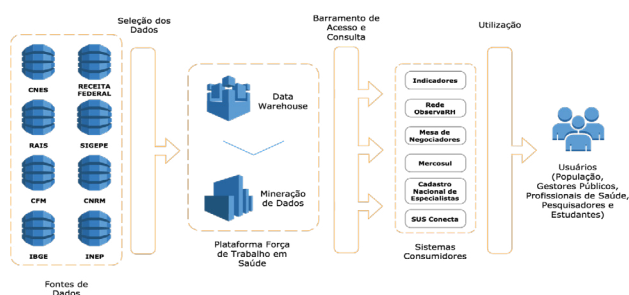 Seleção dos
Dados
Barramento de
Acesso e
Consulta
Utilização
CNES
RECEITA
FEDERAL
RAIS
SIGEPE
CFM
CNRM
IBGE
INEP
Fontes de
Dados
Data
Warehouse
Mineração
de Dados
Plataforma Força
de Trabalho em
Saúde
Indicadores
Rede
ObservaRH
Mesa de
Negociadores
Mercosul
Cadastro
Nacional de
Especialistas
SUS Conecta
Sistemas
Consumidores
Usuários
(População,
Gestores Públicos,
Profissionais de Saúde,
Pesquisadores e
Estudantes)